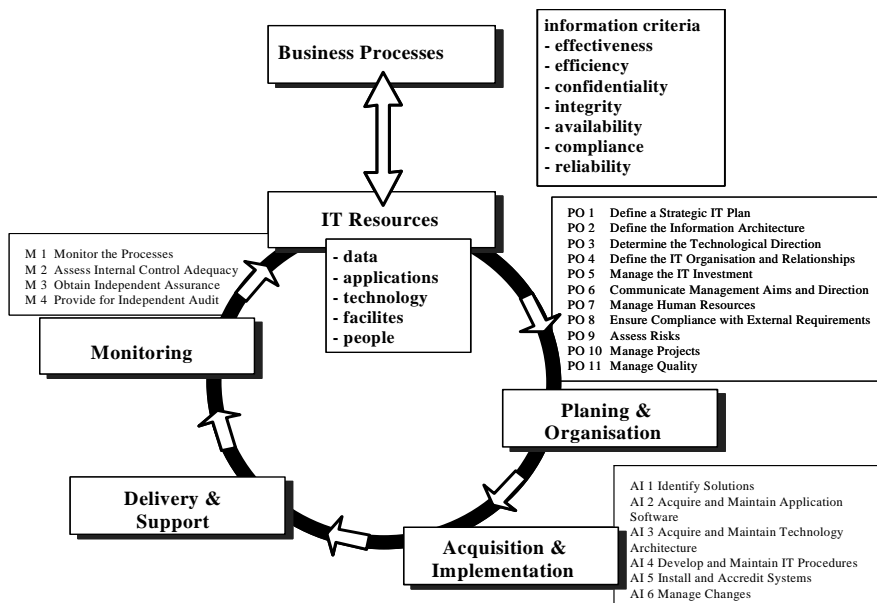 Business Processes
information criteria
- effectiveness
- efficiency
- confidentiality
- integrity
- availability
- compliance
- reliability
IT Resources
- data
- applications
- technology
- facilites
- people
M 1 Monitor the Processes
M 2 Assess Internal Control Adequacy
M 3 Obtain Independent Assurance
M 4 Provide for Independent Audit
PO 1 Define a Strategic IT Plan
PO 2 Define the Information Architecture
PO 3 Determine the Technological Direction
PO 4 Define the IT Organisation and Relationships
PO 5 Manage the IT Investment
PO 6 Communicate Management Aims and Direction
PO 7 Manage Human Resources
PO 8 Ensure Compliance with External Requirements
PO 9 Assess Risks
PO 10 Manage Projects
PO 11 Manage Quality
Monitoring
Planing &
Organisation
Delivery &
Support
Acquisition &
Implementation
AI 1 Identify Solutions
AI 2 Acquire and Maintain Application
Software
AI 3 Acquire and Maintain Technology
Architecture
AI 4 Develop and Maintain IT Procedures
AI 5 Install and Accredit Systems
AI 6 Manage Changes